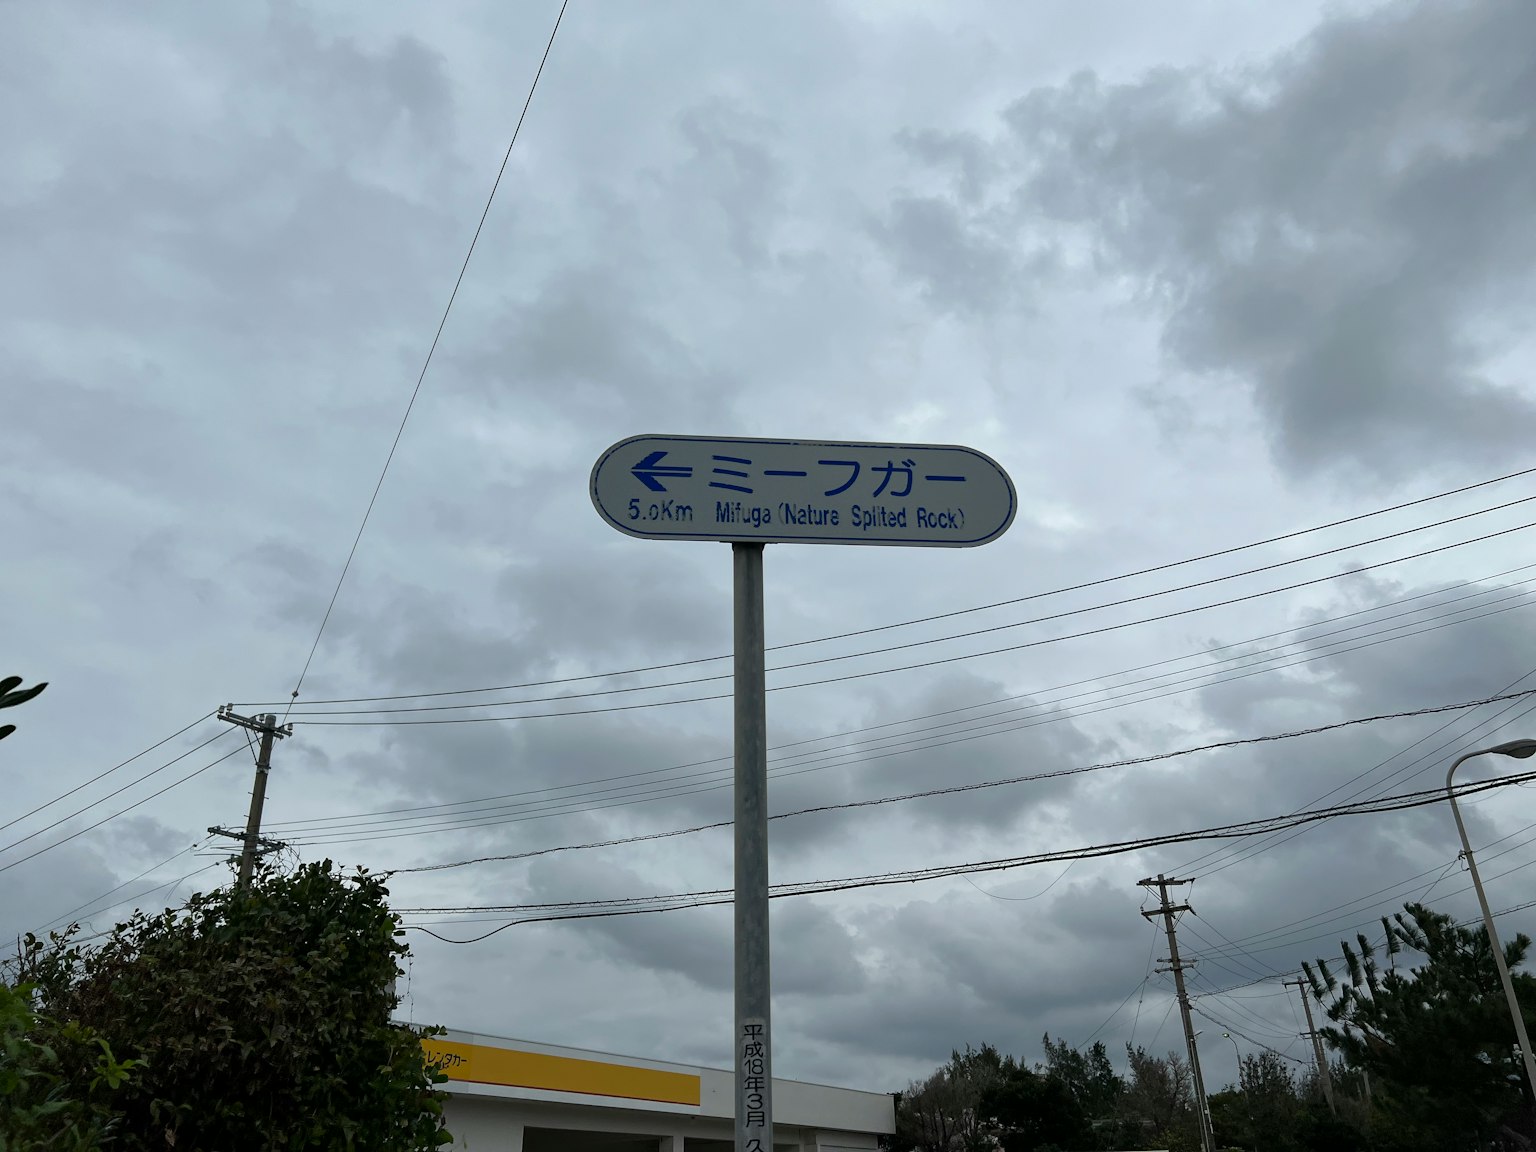 ミーフガー
5.0Km Mifuga (Nature Splited Rock)
レンタカー
平成18年3月